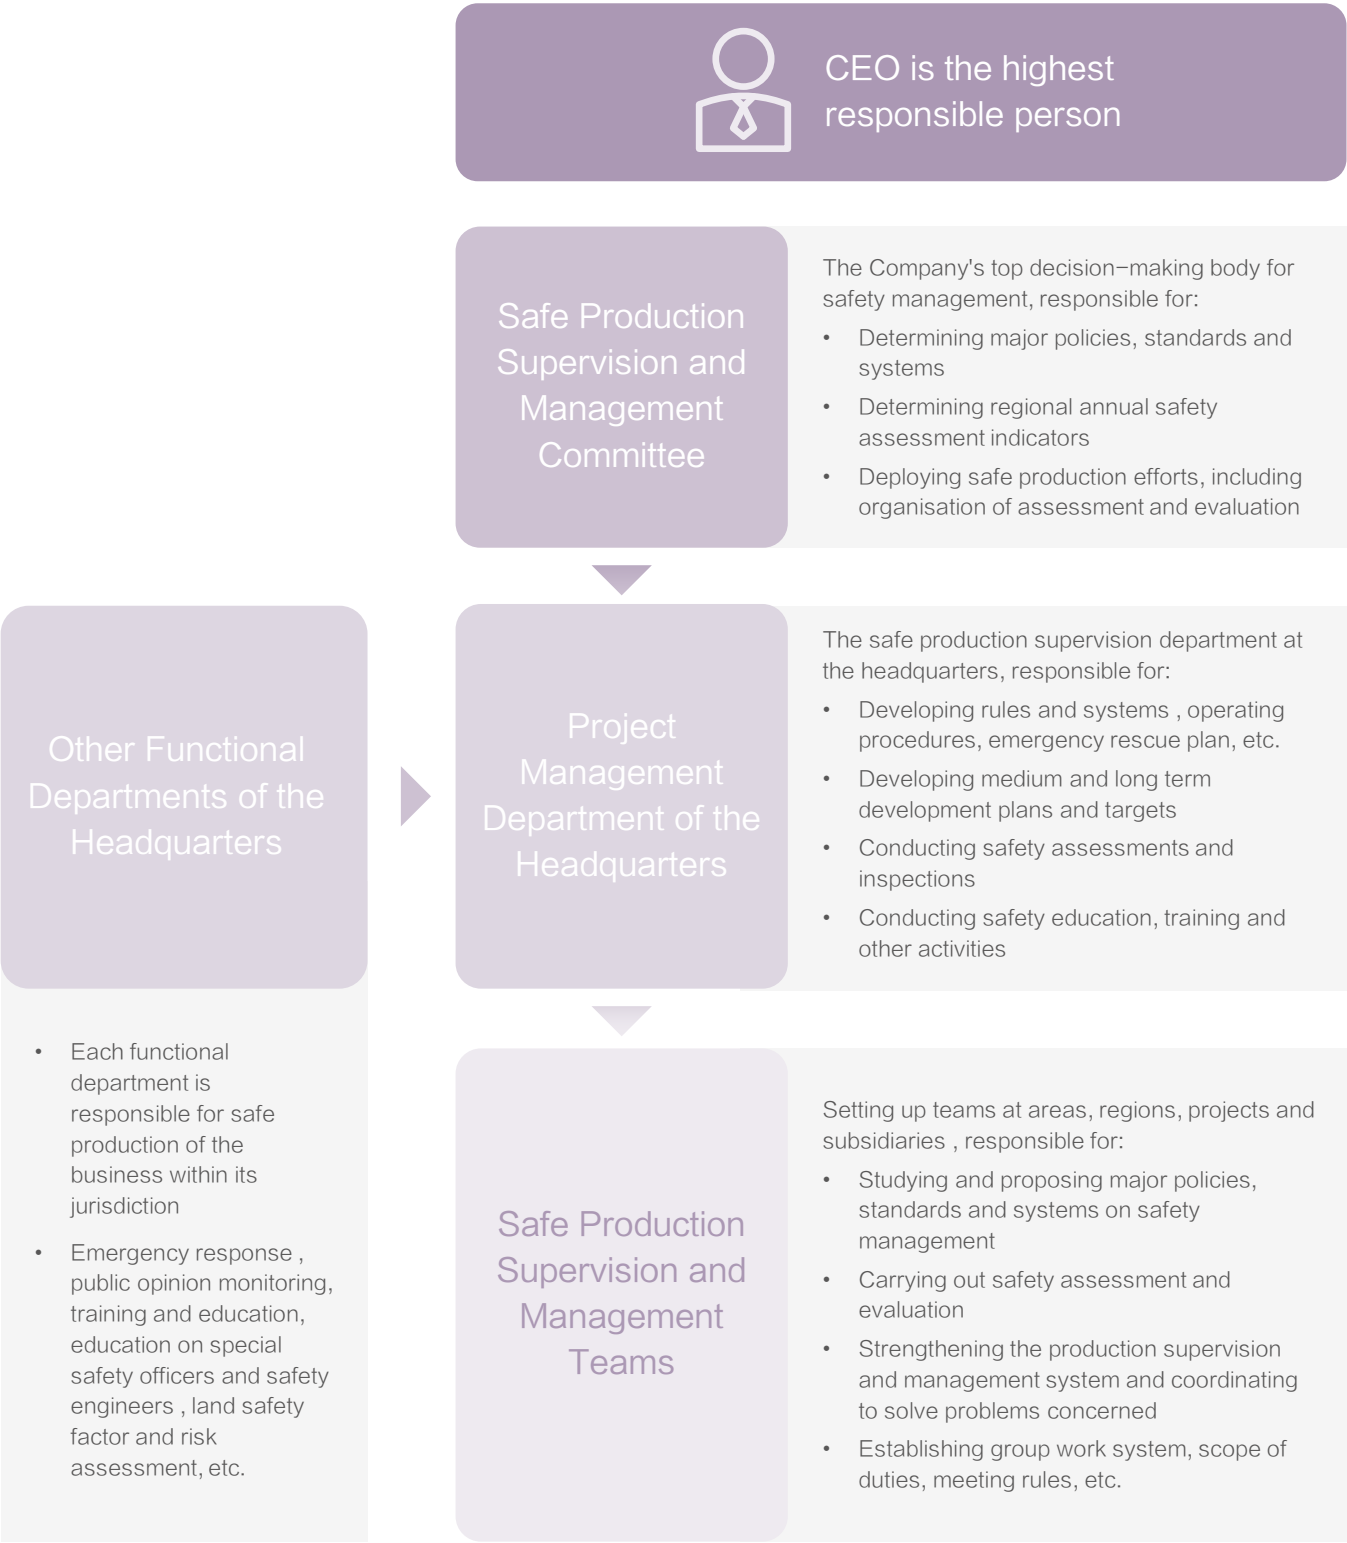 CEO is the highest
responsible person
Safe Production
Supervision and
Management
Committee
The Company's top decision-making body for
safety management, responsible for:
• Determining major policies, standards and
systems
• Determining regional annual safety
assessment indicators
• Deploying safe production efforts, including
organisation of assessment and evaluation
Other Functional
Departments of the
Headquarters
• Each functional
department is
responsible for safe
production of the
business within its
jurisdiction
• Emergency response ,
public opinion monitoring,
training and education,
education on special
safety officers and safety
engineers , land safety
factor and risk
assessment, etc.
Project
Management
Department of the
Headquarters
The safe production supervision department at
the headquarters, responsible for:
• Developing rules and systems , operating
procedures, emergency rescue plan, etc.
• Developing medium and long term
development plans and targets
• Conducting safety assessments and
inspections
• Conducting safety education, training and
other activities
Safe Production
Supervision and
Management
Teams
Setting up teams at areas, regions, projects and
subsidiaries , responsible for:
• Studying and proposing major policies,
standards and systems on safety
management
• Carrying out safety assessment and
evaluation
• Strengthening the production supervision
and management system and coordinating
to solve problems concerned
• Establishing group work system, scope of
duties, meeting rules, etc.